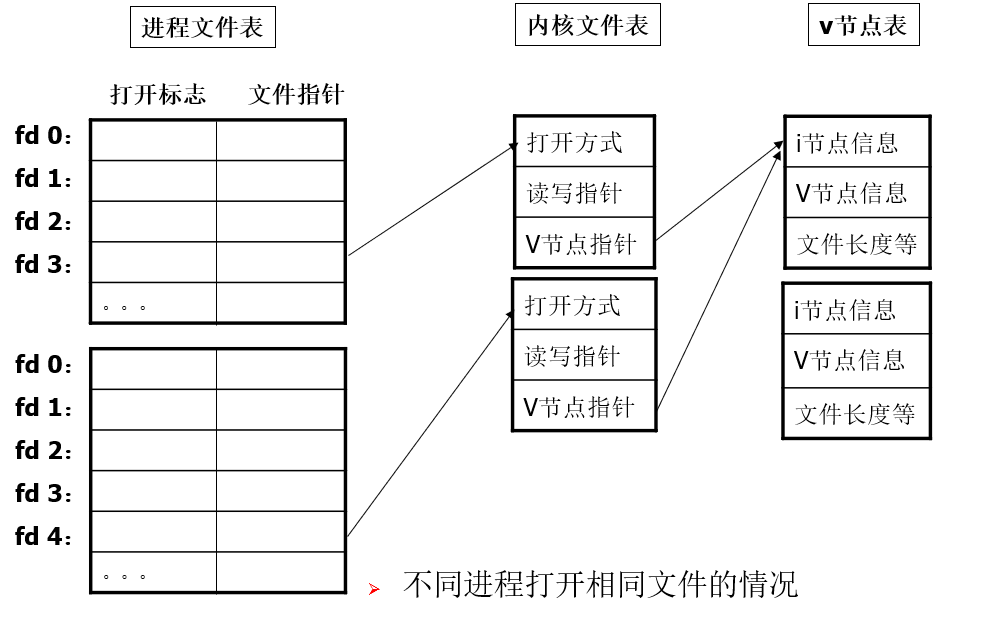 进程文件表
内核文件表
v节点表
打开标志 文件指针
fd 0：
fd 1：
fd 2：
fd 3：
。。。
fd 0：
fd 1：
fd 2：
fd 3：
fd 4：
。。。
打开方式
读写指针
V节点指针
打开方式
读写指针
V节点指针
i节点信息
V节点信息
文件长度等
i节点信息
V节点信息
文件长度等
不同进程打开相同文件的情况